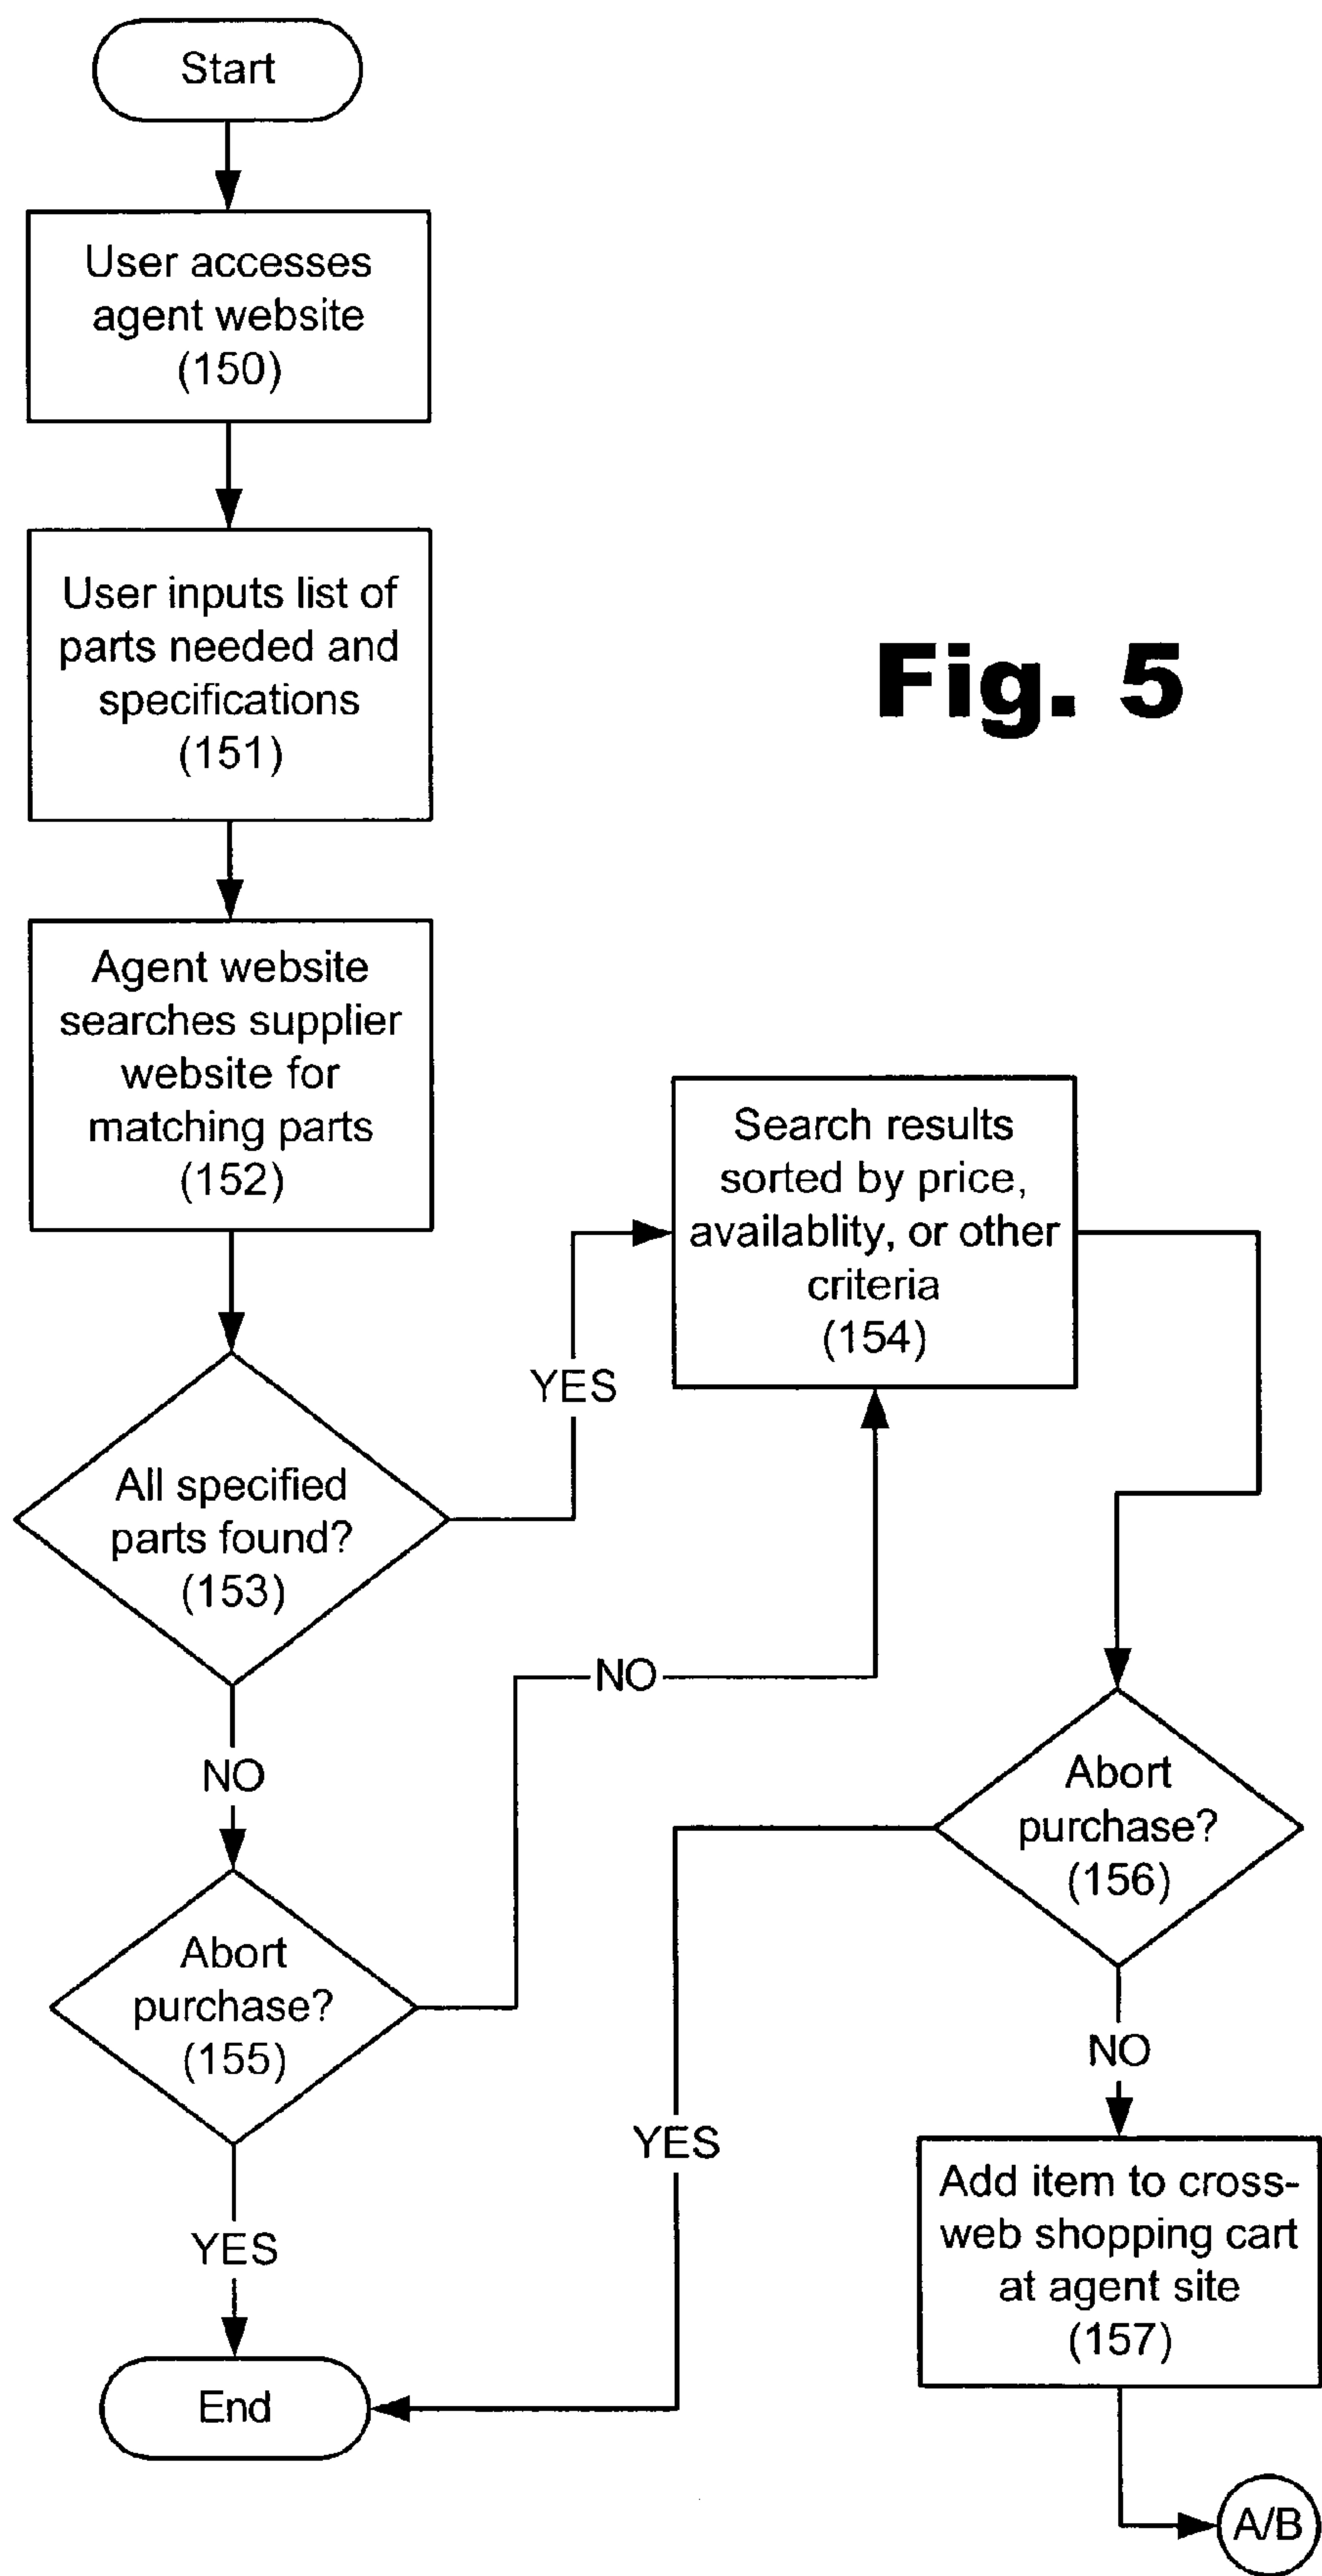 Start
User accesses
agent website
(150)
User inputs list of
parts needed and
specifications
(151)
Fig. 5
Agent website
searches supplier
website for
matching parts
(152)
Search results
sorted by price,
availablity, or other
criteria
(154)
YES
All specified
parts found?
(153)
NO
NO
Abort
purchase?
(156)
Abort
purchase?
(155)
NO
YES
Add item to cross-
web shopping cart
at agent site
(157)
YES
End
A/B